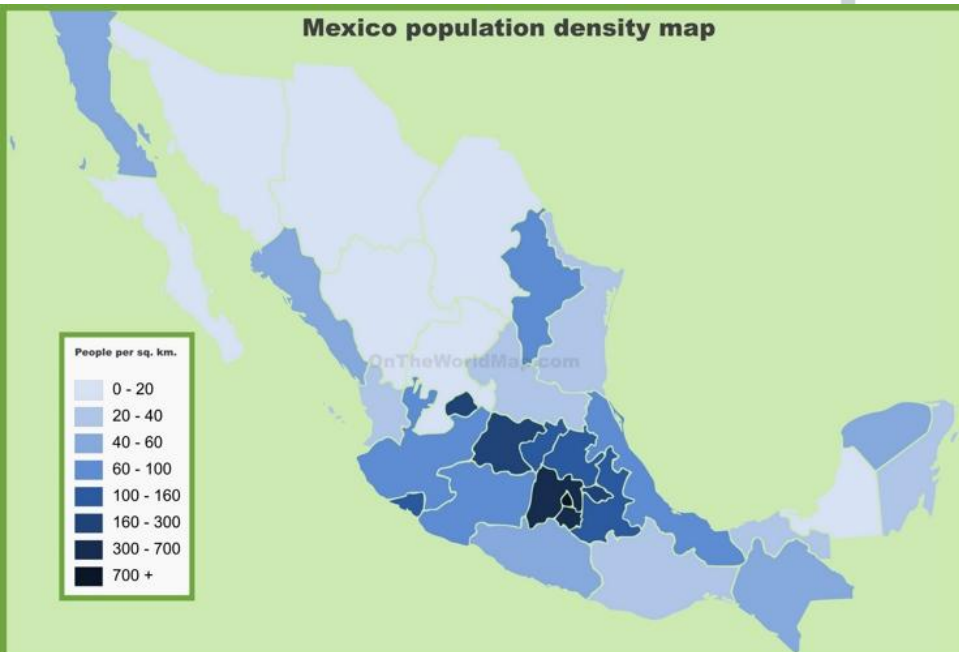 Mexico population density map
OnTheWorldMap.com
People per sq. km.
0 - 20
20 - 40
40 - 60
60 - 100
100 - 160
160 - 300
300 - 700
700 +